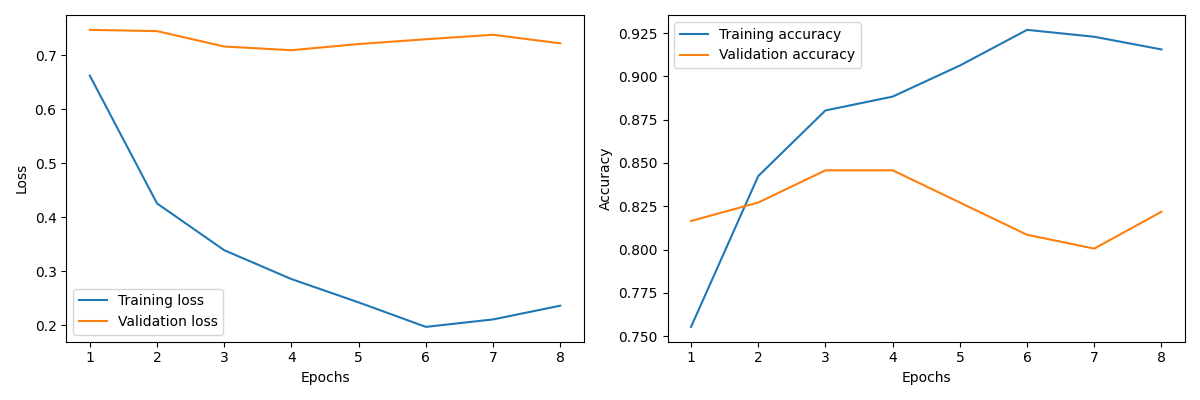 0.7
0.6
0.5
0.4
0.3
0.2
Loss
Training loss
Validation loss
1 2 3 4 5 6 7 8
Epochs
0.925
0.900
0.875
0.850
0.825
0.800
0.775
0.750
Accuracy
Training accuracy
Validation accuracy
1 2 3 4 5 6 7 8
Epochs